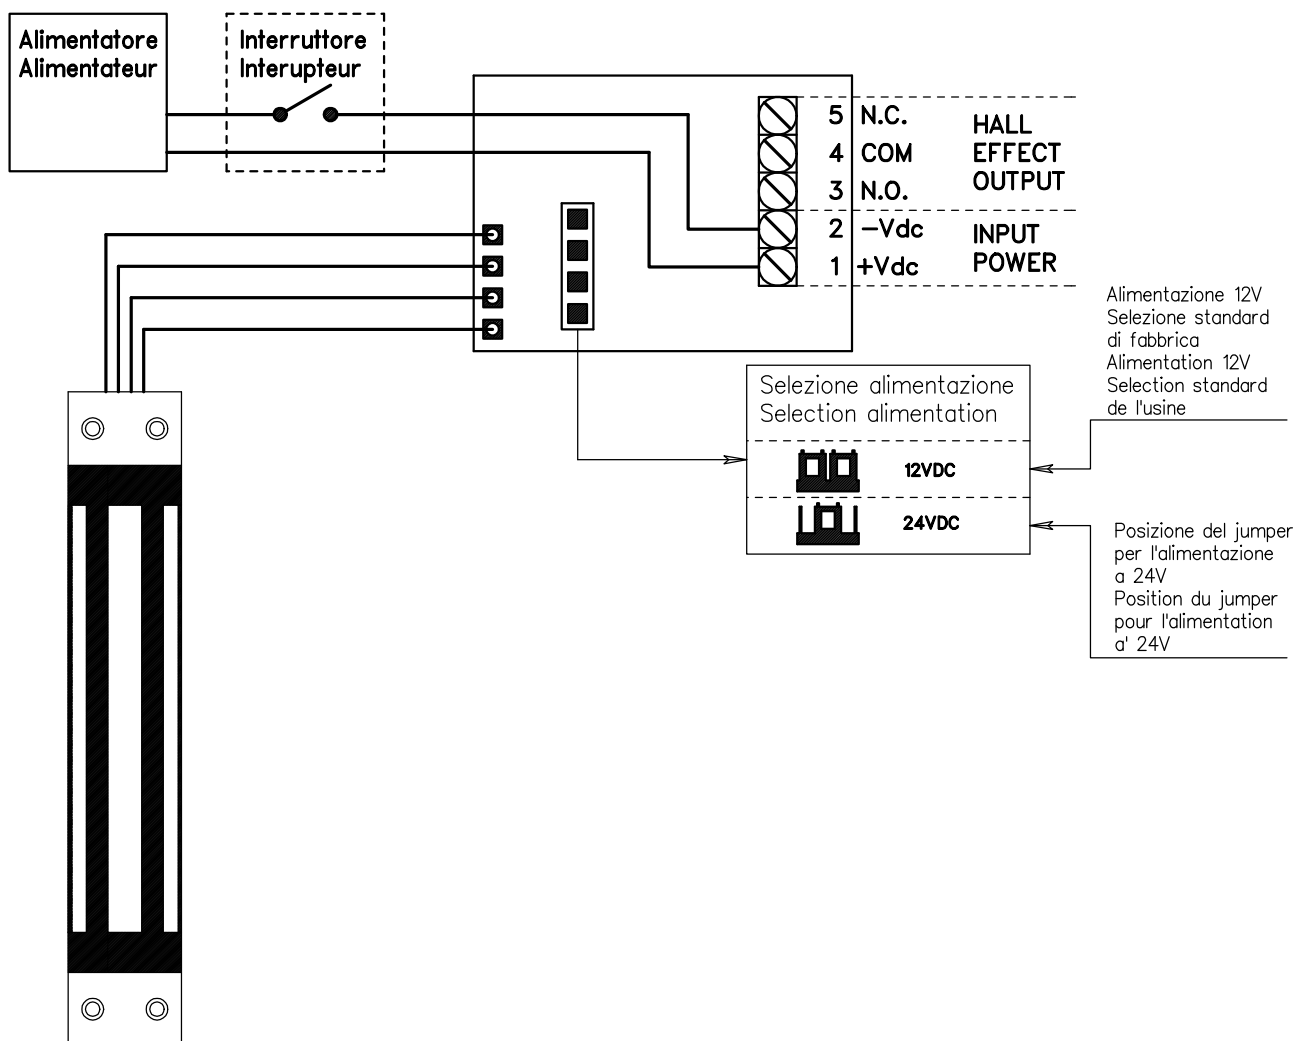 Alimentatore
Alimentateur
Interruttore
Interupteur
5 N.C.
4 COM
3 N.O.
HALL
EFFECT
OUTPUT
2 -Vdc
1 +Vdc
INPUT
POWER
Alimentazione 12V
Selezione standard
di fabbrica
Alimentation 12V
Selection standard
de l'usine
Selezione alimentazione
Selection alimentation
12VDC
24VDC
Posizione del jumper
per l'alimentazione
a 24V
Position du jumper
pour l'alimentation
a' 24V